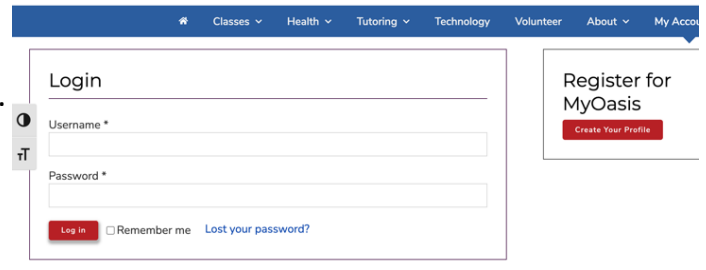 Classes Health Tutoring Technology Volunteer About My Accou
Login
Register for
MyOasis
Username *
Create Your Profile
Password *
Log in Remember me Lost your password?